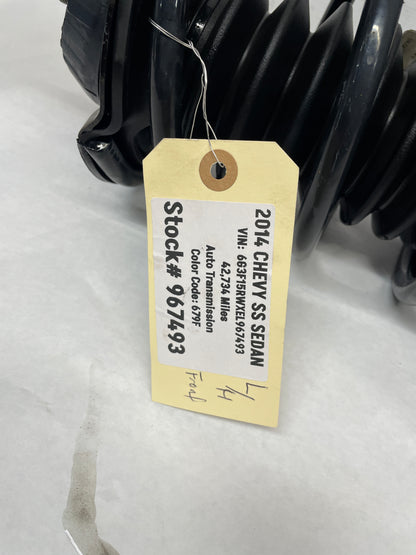 2014 CHEVY SS SEDAN
VIN: 6G3F15RWXEL967493
42,734 Miles
Auto Transmission
Color Code: 679F
Stock# 967493
L/H
Front